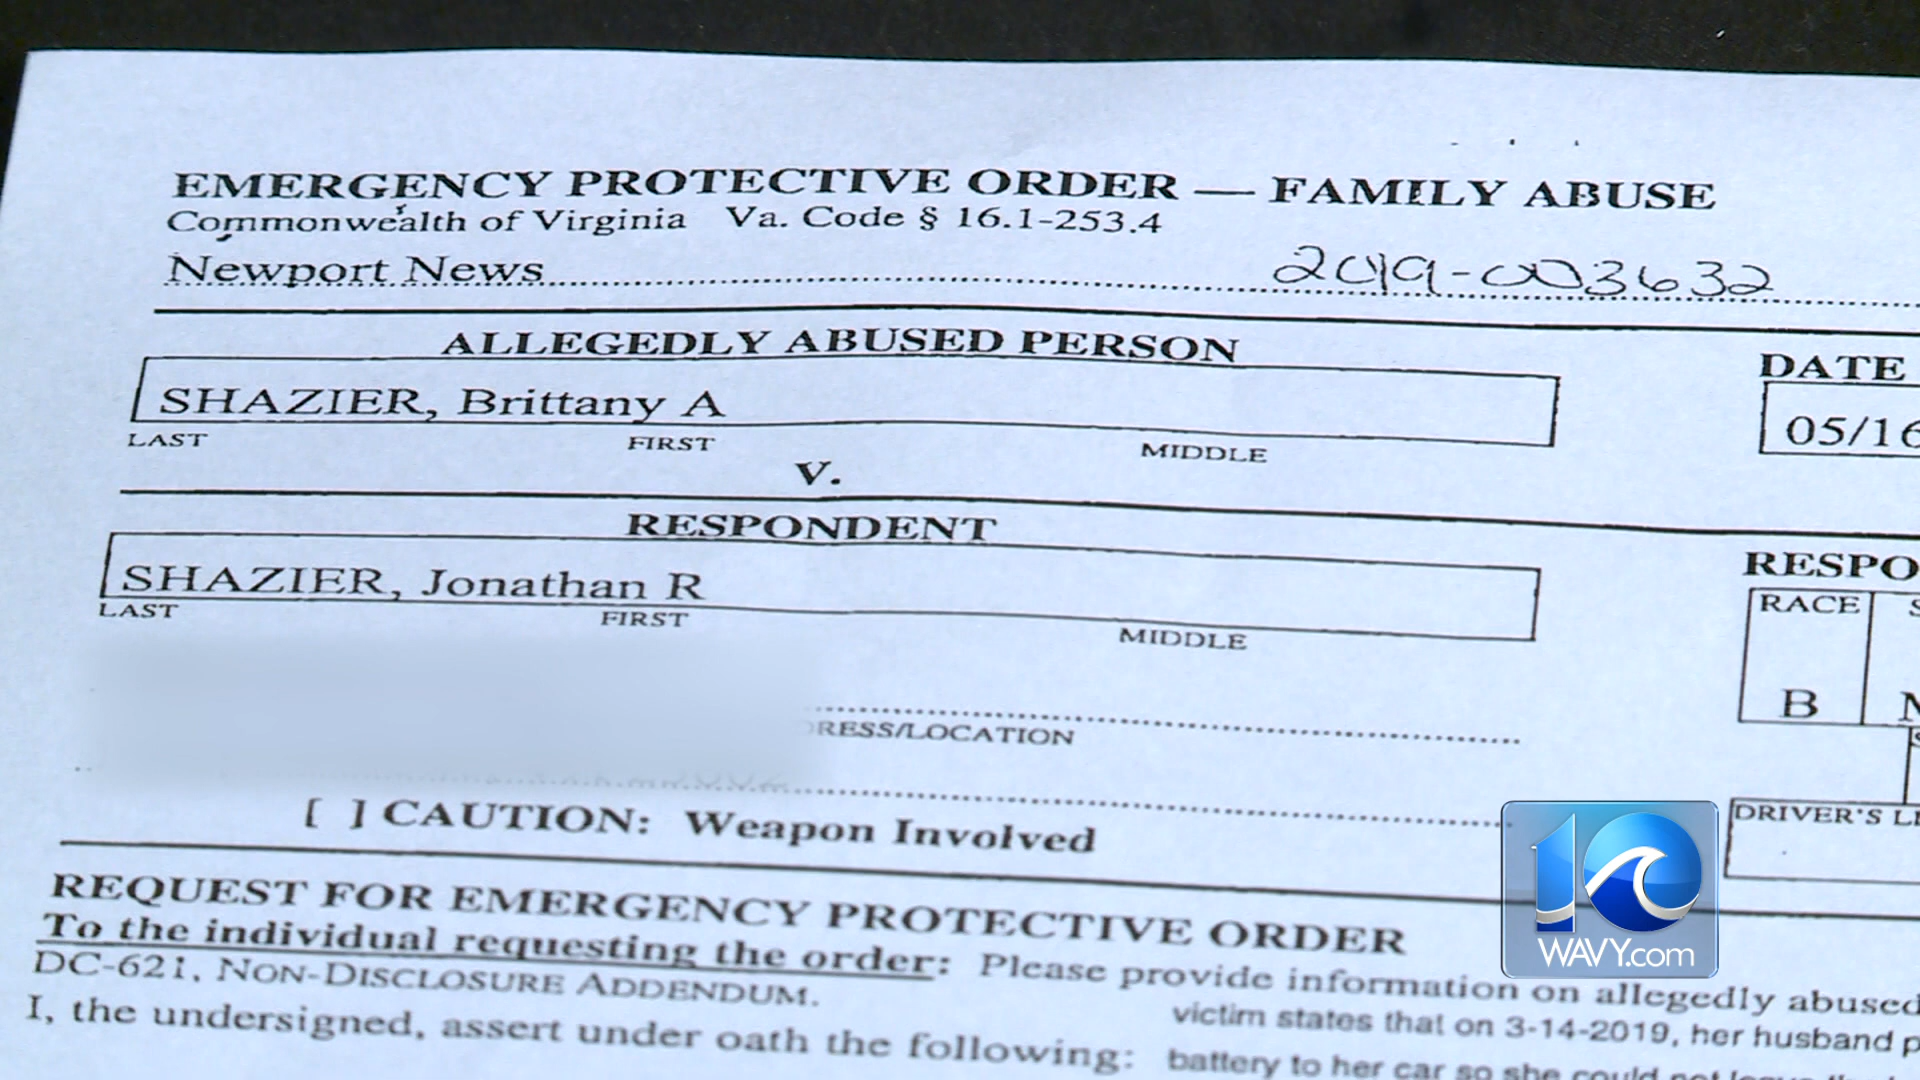 EMERGENCY PROTECTIVE ORDER — FAMILY ABUSE
Commonwealth of Virginia Va. Code § 16.1-253.4
Newport News 2019-003632
ALLEGEDLY ABUSED PERSON
DATE
SHAZIER, Brittany A
05/16
LAST FIRST MIDDLE
V.
RESPONDENT
RESPO
SHAZIER, Jonathan R
RACE
LAST FIRST MIDDLE
B
RESS/LOCATION
[ ] CAUTION: Weapon Involved
DRIVER'S
REQUEST FOR EMERGENCY PROTECTIVE ORDER
To the individual requesting the order: Please provide information on allegedly abused
DC-621, NON-DISCLOSURE ADDENDUM.
I, the undersigned, assert under oath the following:
victim states that on 3-14-2019, her husband p
battery to her car so she could not leave
10
WAVY.com